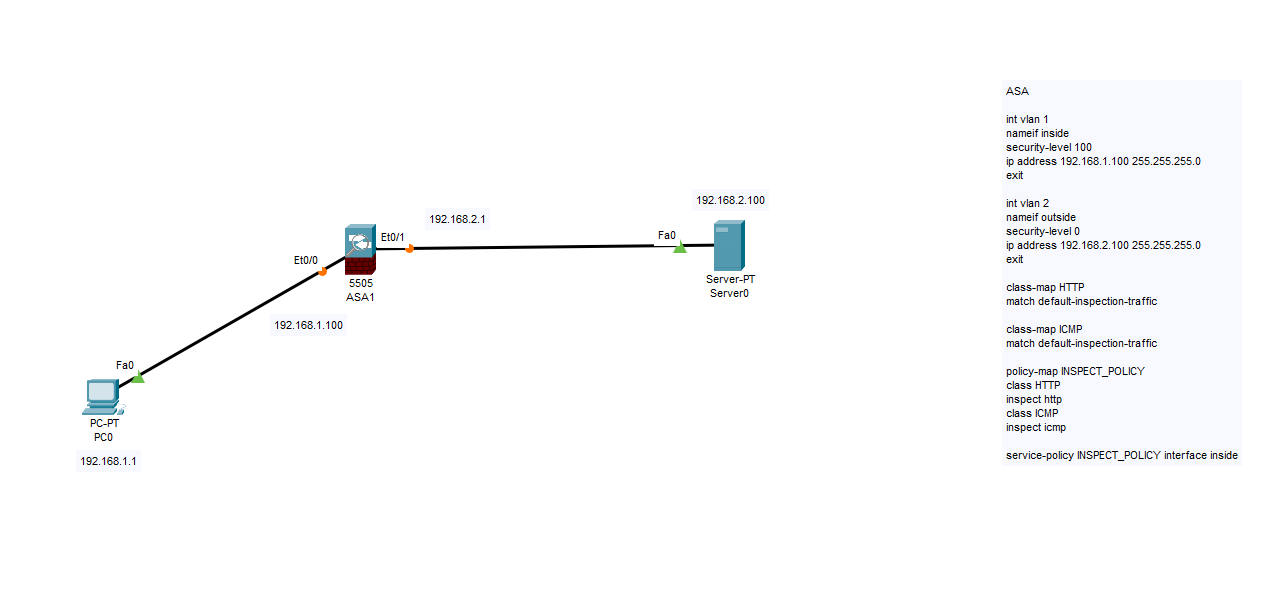 192.168.2.100
192.168.2.1
Et0/1
Fa0
Et0/0
5505
ASA1
Server-PT
Server0
192.168.1.100
Fa0
PC-PT
PC0
192.168.1.1
ASA
int vlan 1
nameif inside
security-level 100
ip address 192.168.1.100 255.255.255.0
exit
int vlan 2
nameif outside
security-level 0
ip address 192.168.2.100 255.255.255.0
exit
class-map HTTP
match default-inspection-traffic
class-map ICMP
match default-inspection-traffic
policy-map INSPECT_POLICY
class HTTP
inspect http
class ICMP
inspect icmp
service-policy INSPECT_POLICY interface inside